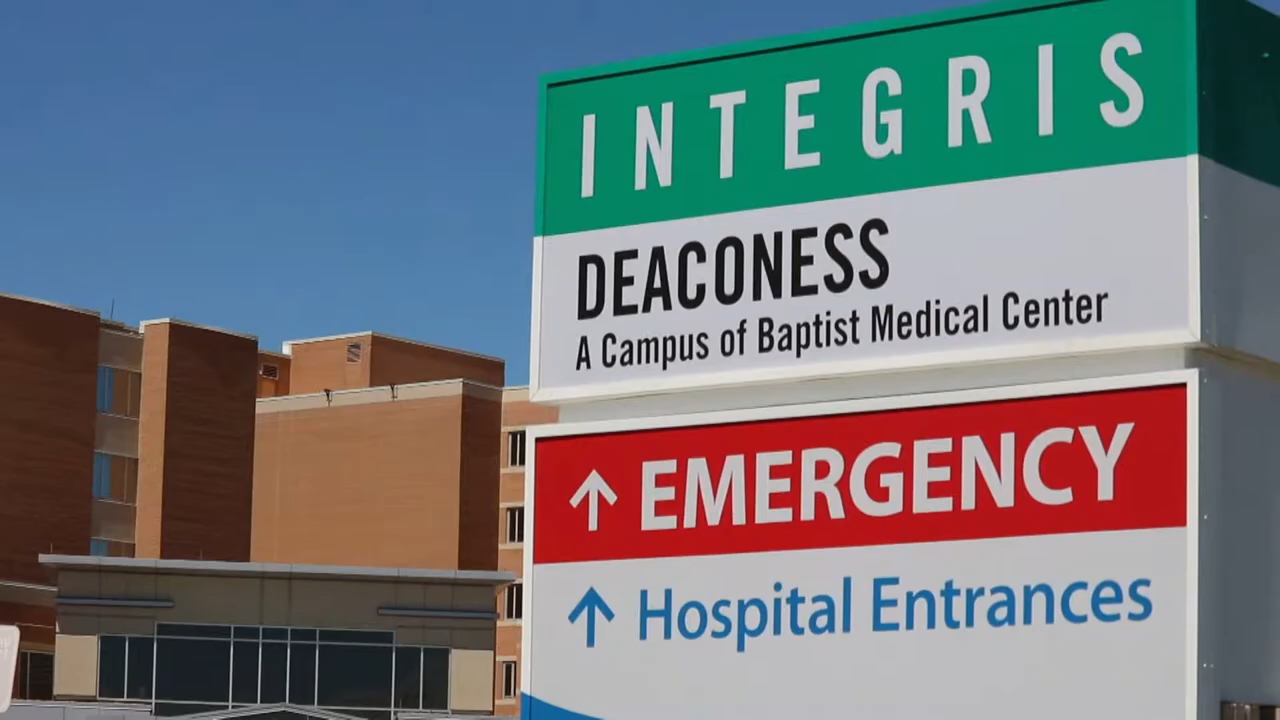 INTEGRIS
DEACONESS
A Campus of Baptist Medical Center
↑ EMERGENCY
↑ Hospital Entrances